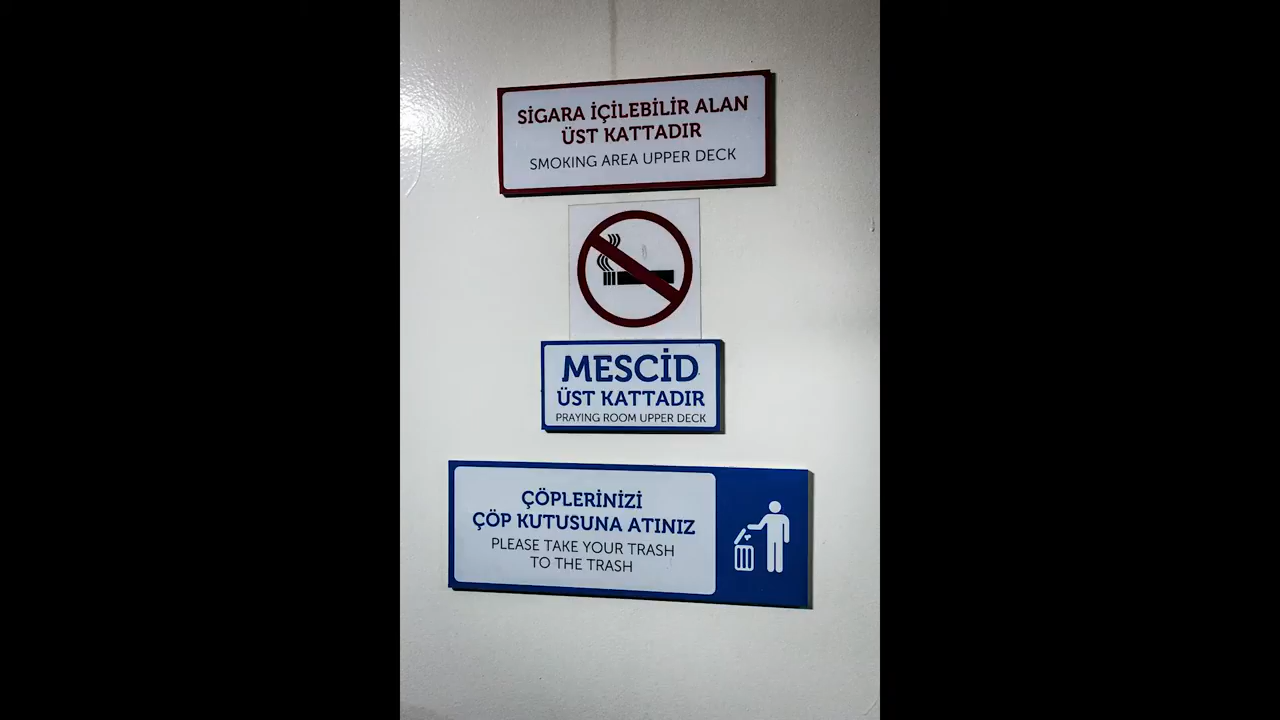 SİGARA İÇİLEBİLİR ALAN
ÜST KATTADIR
SMOKING AREA UPPER DECK
MESCİD
ÜST KATTADIR
PRAYING ROOM UPPER DECK
ÇÖPLERİNİZİ
ÇÖP KUTUSUNA ATINIZ
PLEASE TAKE YOUR TRASH
TO THE TRASH